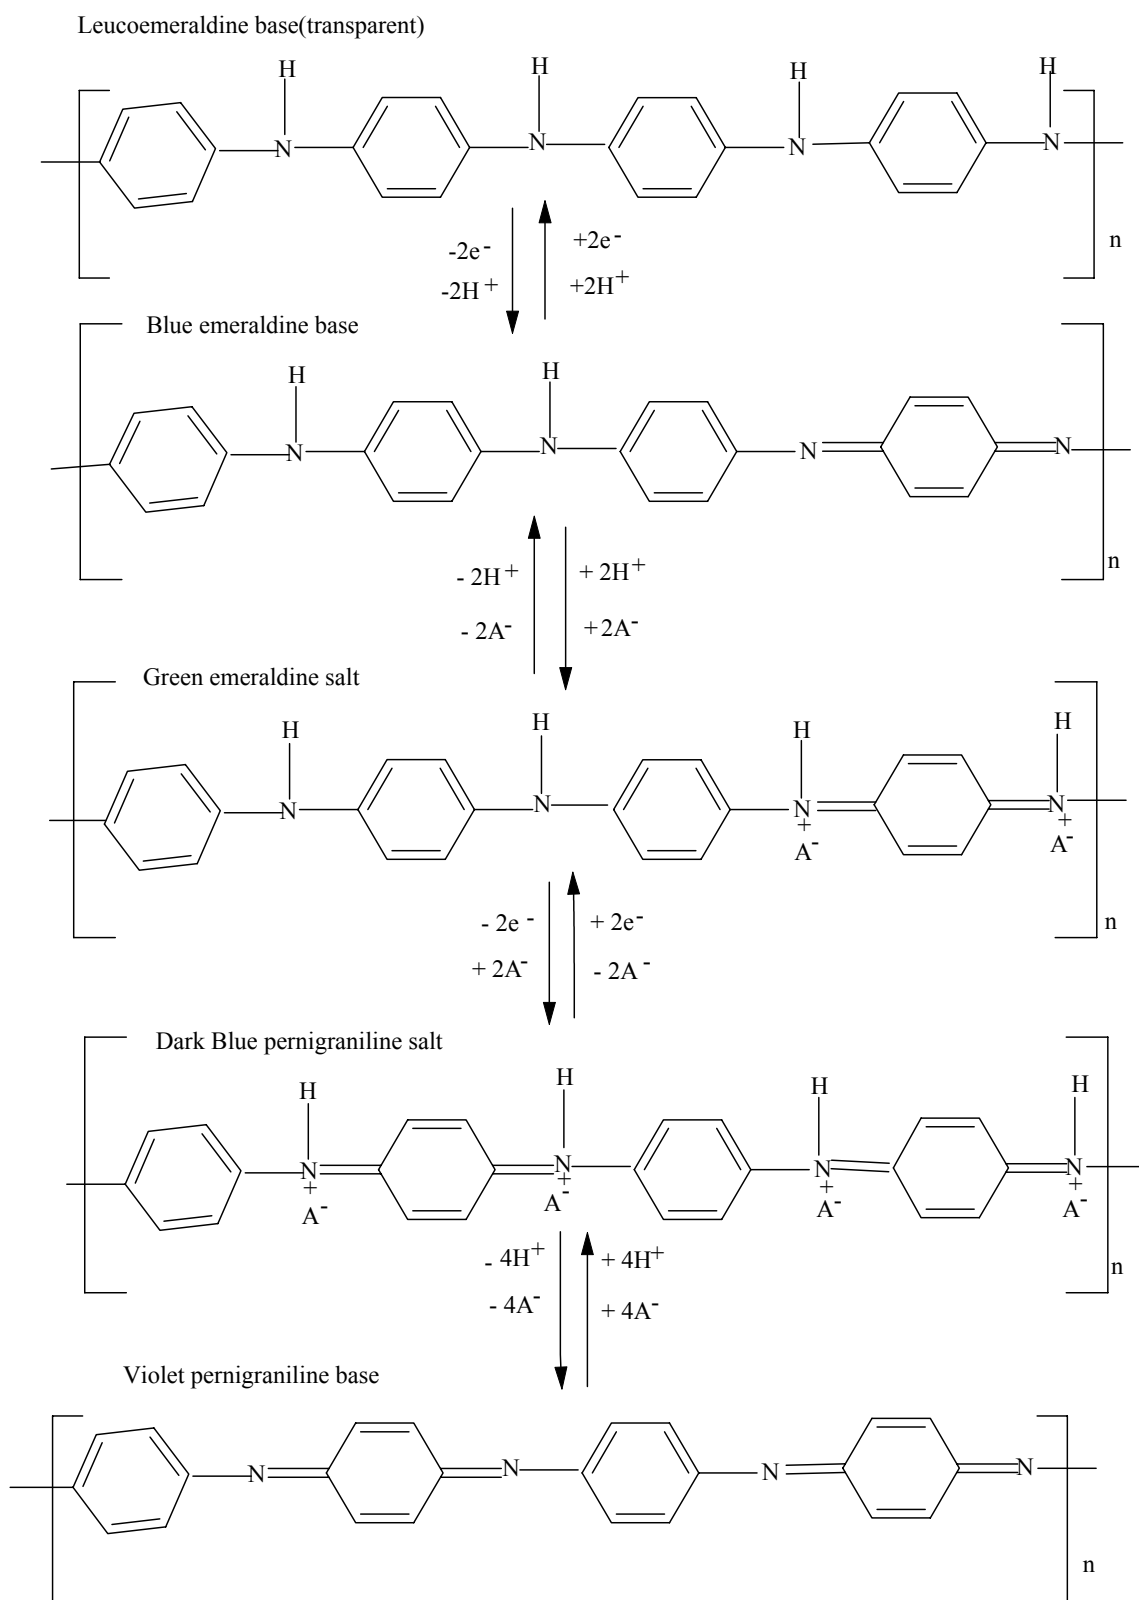 Leucoemeraldine base(transparent)
H H H H
N N N N
n
-2e- +2e-
-2H+ +2H+
Blue emeraldine base
H H
N N N N
n
- 2H+ + 2H+
- 2A- +2A-
Green emeraldine salt
H H H H
N N N N
+ +
A- A-
n
- 2e- + 2e-
+ 2A- - 2A-
Dark Blue pernigraniline salt
H H H H
N N N N
+ + + +
A- A- A- A-
n
- 4H+ + 4H+
- 4A- + 4A-
Violet pernigraniline base
N N N N
n